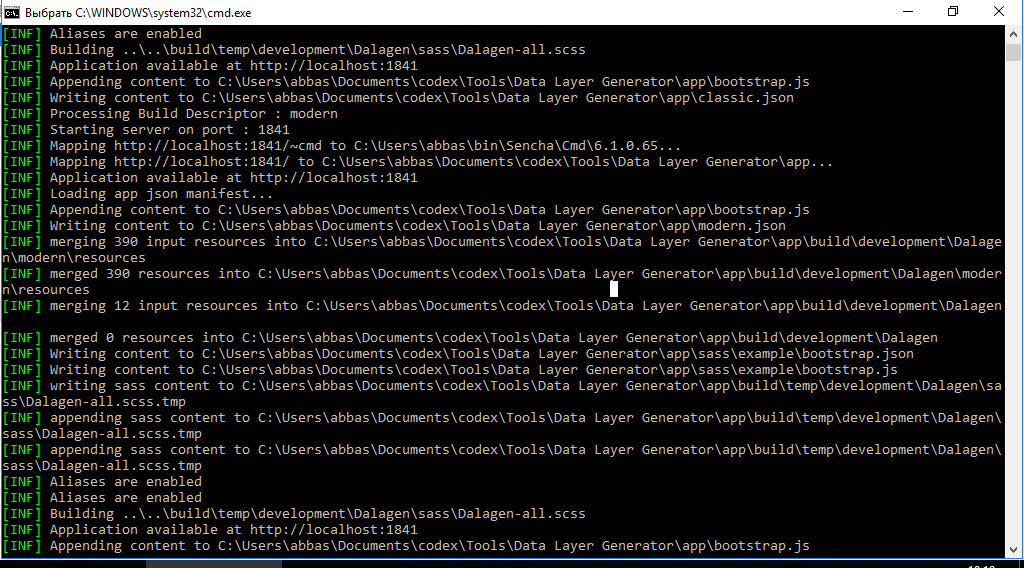 Выбрать C:\WINDOWS\system32\cmd.exe
[INF] Aliases are enabled
[INF] Building ..\..\build\temp\development\Dalagen\sass\Dalagen-all.scss
[INF] Application available at http://localhost:1841
[INF] Appending content to C:\Users\abbas\Documents\codex\Tools\Data Layer Generator\app\bootstrap.js
[INF] Writing content to C:\Users\abbas\Documents\codex\Tools\Data Layer Generator\app\classic.json
[INF] Processing Build Descriptor : modern
[INF] Starting server on port : 1841
[INF] Mapping http://localhost:1841/~cmd to C:\Users\abbas\bin\Sencha\Cmd\6.1.0.65...
[INF] Mapping http://localhost:1841/ to C:\Users\abbas\Documents\codex\Tools\Data Layer Generator\app...
[INF] Application available at http://localhost:1841
[INF] Loading app json manifest...
[INF] Appending content to C:\Users\abbas\Documents\codex\Tools\Data Layer Generator\app\bootstrap.js
[INF] Writing content to C:\Users\abbas\Documents\codex\Tools\Data Layer Generator\app\modern.json
[INF] merging 390 input resources into C:\Users\abbas\Documents\codex\Tools\Data Layer Generator\app\build\development\Dalage
n\modern\resources
[INF] merged 390 resources into C:\Users\abbas\Documents\codex\Tools\Data Layer Generator\app\build\development\Dalagen\moder
n\resources
[INF] merging 12 input resources into C:\Users\abbas\Documents\codex\Tools\Data Layer Generator\app\build\development\Dalagen
[INF] merged 0 resources into C:\Users\abbas\Documents\codex\Tools\Data Layer Generator\app\build\development\Dalagen
[INF] Writing content to C:\Users\abbas\Documents\codex\Tools\Data Layer Generator\app\sass\example\bootstrap.json
[INF] Writing content to C:\Users\abbas\Documents\codex\Tools\Data Layer Generator\app\sass\example\bootstrap.js
[INF] writing sass content to C:\Users\abbas\Documents\codex\Tools\Data Layer Generator\app\build\temp\development\Dalagen\sa
ss\Dalagen-all.scss.tmp
[INF] appending sass content to C:\Users\abbas\Documents\codex\Tools\Data Layer Generator\app\build\temp\development\Dalagen\
sass\Dalagen-all.scss.tmp
[INF] appending sass content to C:\Users\abbas\Documents\codex\Tools\Data Layer Generator\app\build\temp\development\Dalagen\
sass\Dalagen-all.scss.tmp
[INF] Aliases are enabled
[INF] Aliases are enabled
[INF] Building ..\..\build\temp\development\Dalagen\sass\Dalagen-all.scss
[INF] Application available at http://localhost:1841
[INF] Appending content to C:\Users\abbas\Documents\codex\Tools\Data Layer Generator\app\bootstrap.js